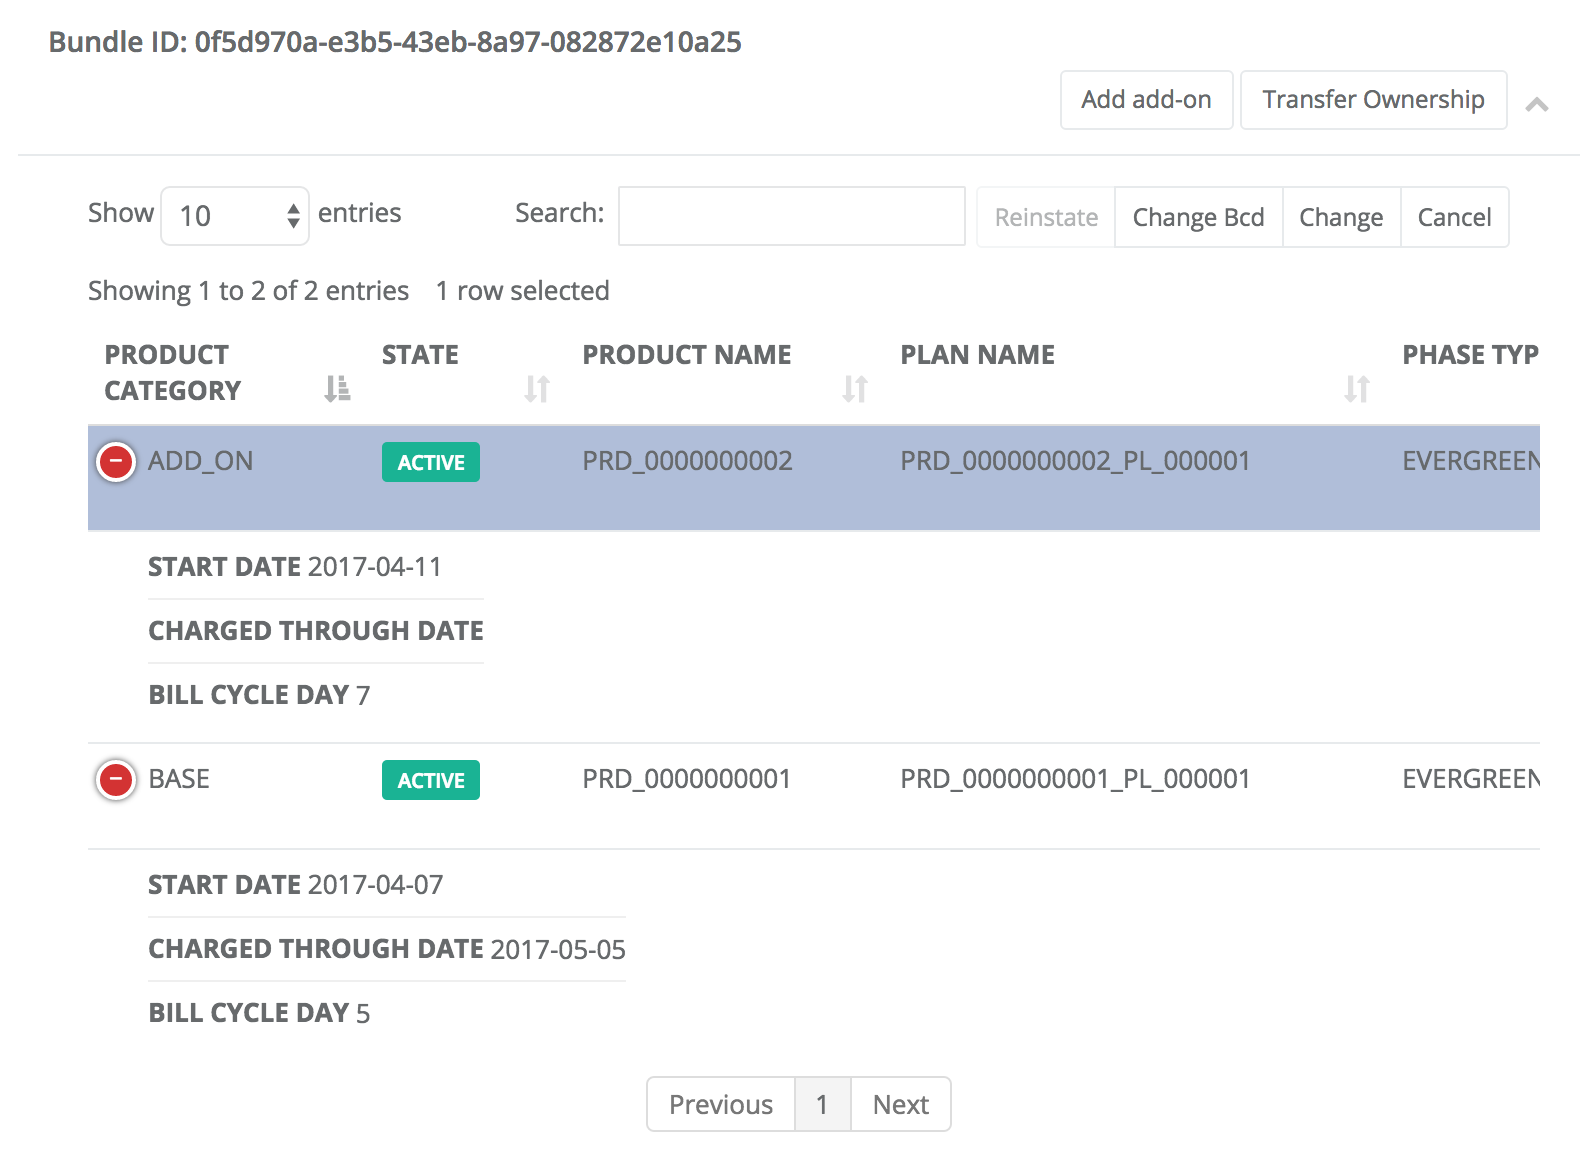 Bundle ID: 0f5d970a-e3b5-43eb-8a97-082872e10a25
Add add-on Transfer Ownership
Show 10 entries Search: Reinstate Change Bcd Change Cancel
Showing 1 to 2 of 2 entries 1 row selected
PRODUCT CATEGORY STATE PRODUCT NAME PLAN NAME PHASE TYP
ADD_ON ACTIVE PRD_0000000002 PRD_0000000002_PL_000001 EVERGREEN
START DATE 2017-04-11
CHARGED THROUGH DATE
BILL CYCLE DAY 7
BASE ACTIVE PRD_0000000001 PRD_0000000001_PL_000001 EVERGREEN
START DATE 2017-04-07
CHARGED THROUGH DATE 2017-05-05
BILL CYCLE DAY 5
Previous 1 Next